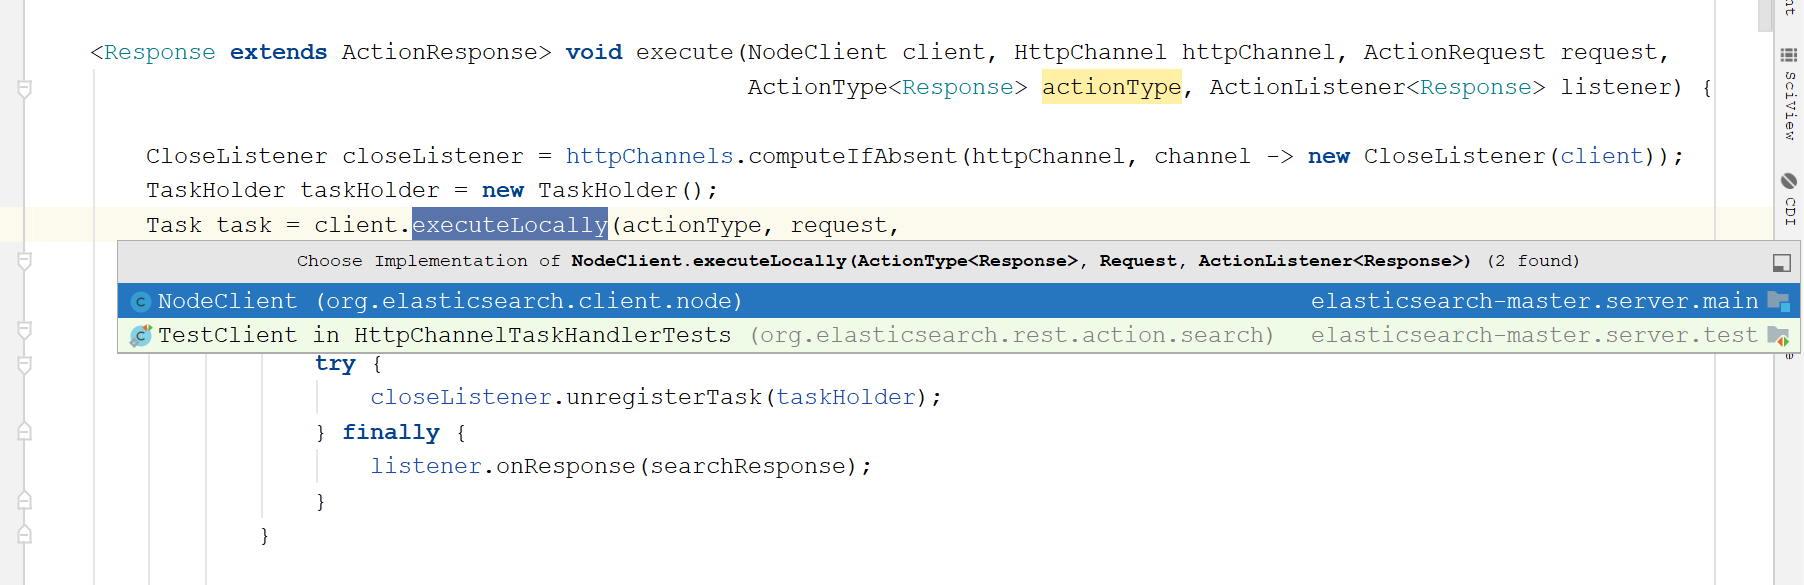 <Response extends ActionResponse> void execute(NodeClient client, HttpChannel httpChannel, ActionRequest request,
ActionType<Response> actionType, ActionListener<Response> listener) {
CloseListener closeListener = httpChannels.computeIfAbsent(httpChannel, channel -> new CloseListener(client));
TaskHolder taskHolder = new TaskHolder();
Task task = client.executeLocally(actionType, request,
Choose Implementation of NodeClient.executeLocally(ActionType<Response>, Request, ActionListener<Response>) (2 found)
NodeClient (org.elasticsearch.client.node) elasticsearch-master.server.main
TestClient in HttpChannelTaskHandlerTests (org.elasticsearch.rest.action.search) elasticsearch-master.server.test
try {
closeListener.unregisterTask(taskHolder);
} finally {
listener.onResponse(searchResponse);
}
}
SciView
CDI